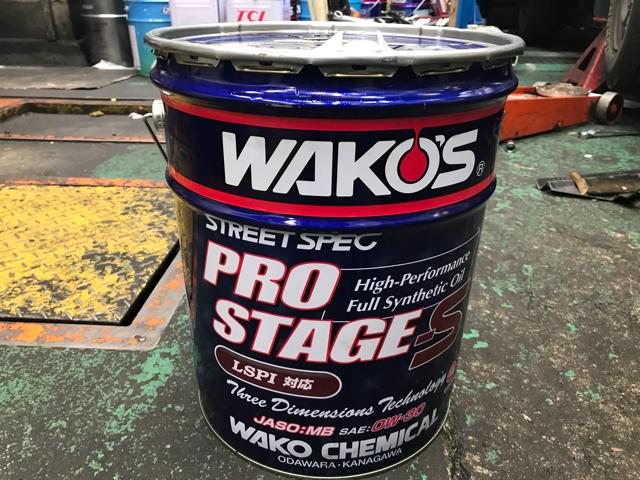 TCL
WAKO'S ®
STREET SPEC
PRO
STAGE-S
High-Performance
Full Synthetic Oil
LSPI 対応
Three Dimensions Technology
JASO:MB SAE:0W-30
WAKO CHEMICAL
ODAWARA・KANAGAWA